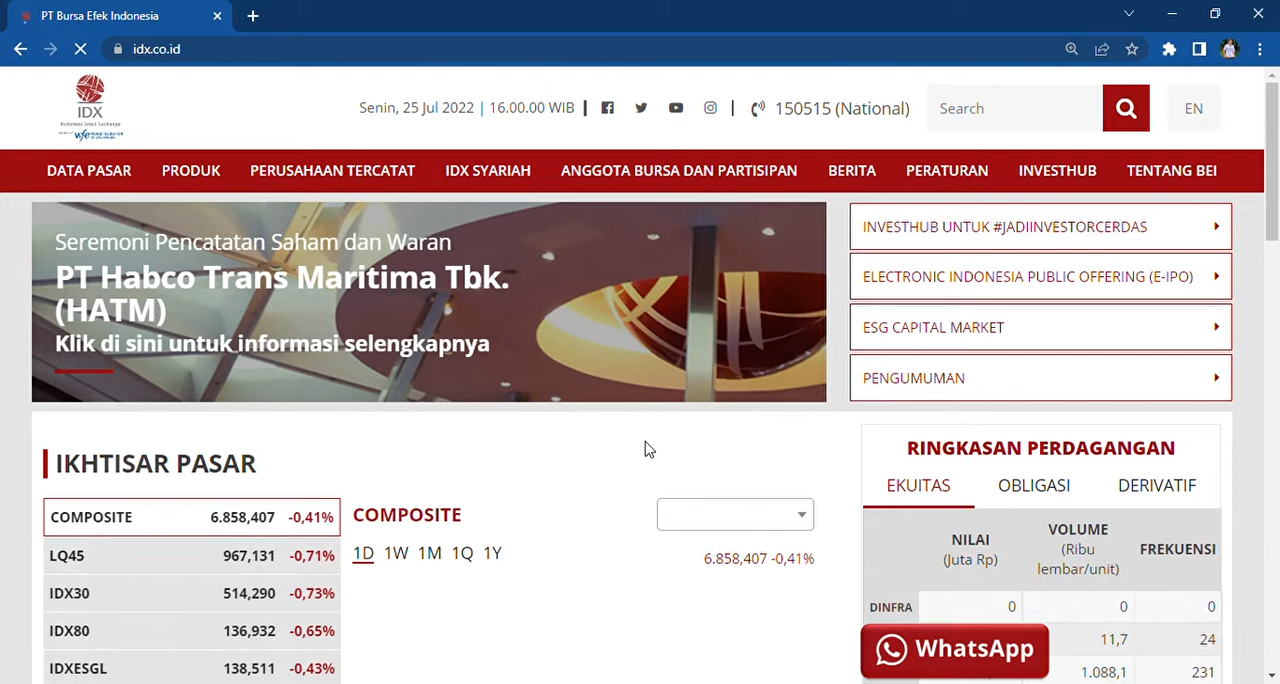 PT Bursa Efek Indonesia
idx.co.id
IDX
Indonesia Stock Exchange
wfe
Senin, 25 Jul 2022 | 16.00.00 WIB
150515 (National)
Search
EN
DATA PASAR PRODUK PERUSAHAAN TERCATAT IDX SYARIAH ANGGOTA BURSA DAN PARTISIPAN BERITA PERATURAN INVESTHUB TENTANG BEI
Seremoni Pencatatan Saham dan Waran
PT Habco Trans Maritima Tbk.
(HATM)
Klik di sini untuk informasi selengkapnya
INVESTHUB UNTUK #JADIINVESTORCERDAS
ELECTRONIC INDONESIA PUBLIC OFFERING (E-IPO)
ESG CAPITAL MARKET
PENGUMUMAN
IKHTISAR PASAR
COMPOSITE 6.858,407 -0,41%
LQ45 967,131 -0,71%
IDX30 514,290 -0,73%
IDX80 136,932 -0,65%
IDXESGL 138,511 -0,43%
COMPOSITE
1D 1W 1M 1Q 1Y
6.858,407 -0,41%
RINGKASAN PERDAGANGAN
EKUITAS OBLIGASI DERIVATIF
NILAI
(Juta Rp)
VOLUME
(Ribu
lembar/unit)
FREKUENSI
DINFRA 0 0 0
11,7 24
1.088,1 231
WhatsApp